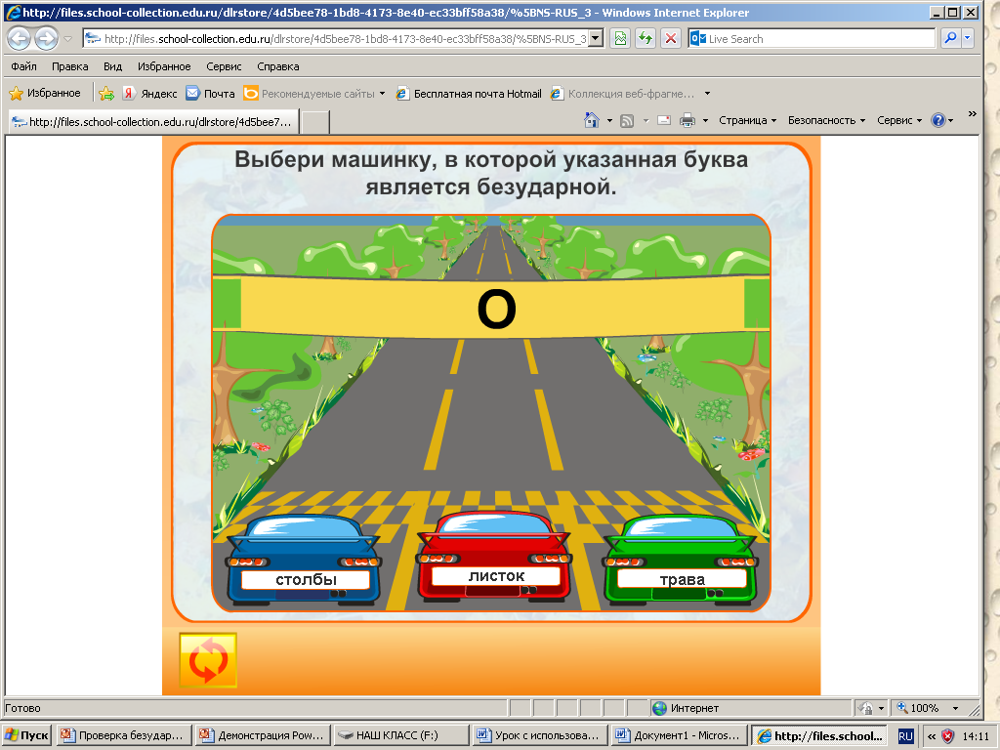 http://files.school-collection.edu.ru/dlrstore/4d5bee78-1bd8-4173-8e40-ec33bff58a38/%5BNS-RUS_3 - Windows Internet Explorer
http://files.school-collection.edu.ru/dlrstore/4d5bee78-1bd8-4173-8e40-ec33bff58a38/%5BNS-RUS_3
Live Search
Файл Правка Вид Избранное Сервис Справка
Избранное Яндекс Почта Рекомендуемые сайты Бесплатная почта Hotmail Коллекция веб-фрагме...
http://files.school-collection.edu.ru/dlrstore/4d5bee7...
Страница Безопасность Сервис
Выбери машинку, в которой указанная буква
является безударной.
О
столбы листок трава
Готово Интернет 100%
Пуск Проверка безудар... Демонстрация Pow... НАШ КЛАСС (F:) Урок с использова... Документ1 - Micros... http://files.school... RU 14:11